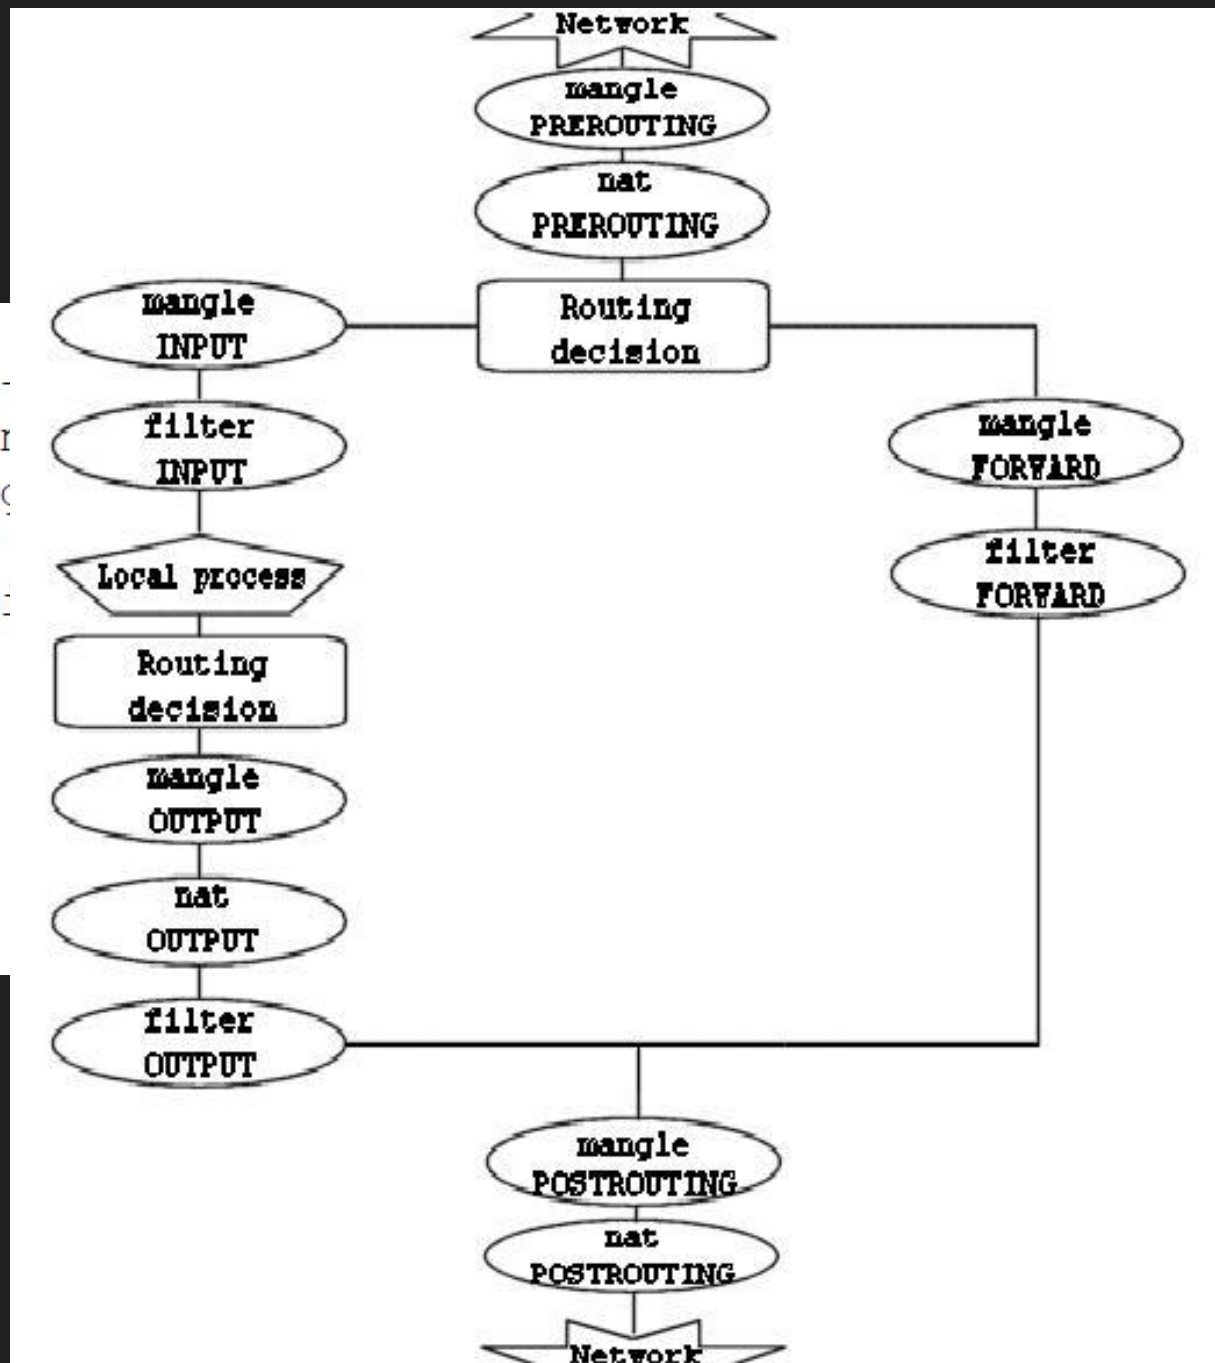 Network
mangle
PREROUTING
nat
PREROUTING
Routing
decision
mangle
INPUT
filter
INPUT
Local process
Routing
decision
mangle
OUTPUT
nat
OUTPUT
filter
OUTPUT
mangle
FORWARD
filter
FORWARD
mangle
POSTROUTING
nat
POSTROUTING
Network